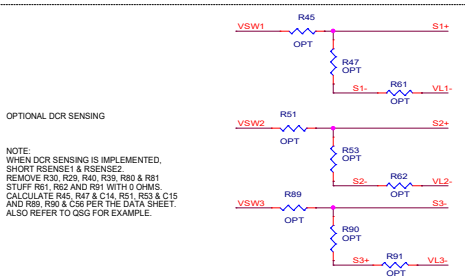 R45
VSW1
S1+
OPT
R47
OPT
R61
S1-
VL1-
OPT
OPTIONAL DCR SENSING
R51
VSW2
S2+
OPT
NOTE:
WHEN DCR SENSING IS IMPLEMENTED,
SHORT RSENSE1 & RSENSE2.
REMOVE R30, R29, R40, R39, R80 & R81
STUFF R61, R62 AND R91 WITH 0 OHMS.
CALCULATE R45, R47 & C14, R51, R53 & C15
AND R89, R90 & C56 PER THE DATA SHEET.
ALSO REFER TO QSG FOR EXAMPLE.
R53
OPT
R62
S2-
VL2-
OPT
R89
VSW3
S3-
OPT
R90
OPT
R91
S3+
VL3-
OPT